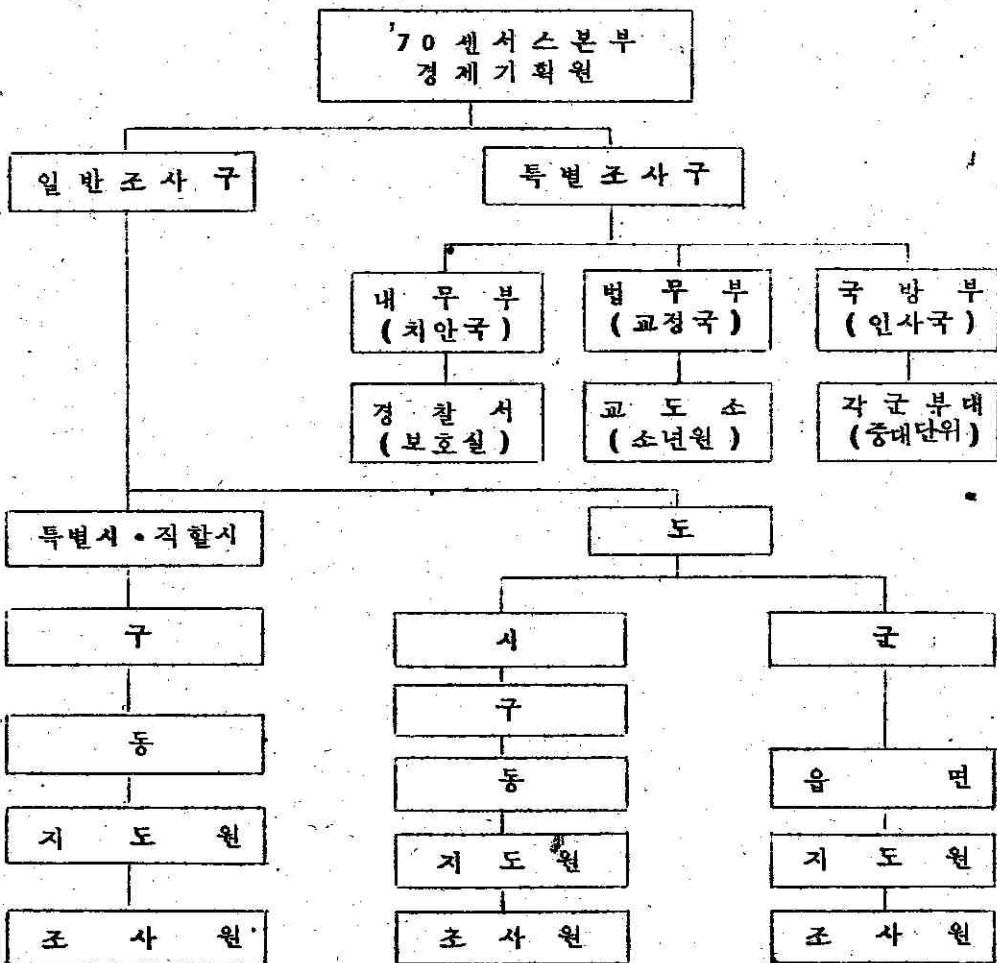 '70 센서스본부
경제기획원
일반조사구
특별조사구
내무부
(치안국)
법무부
(교정국)
국방부
(인사국)
경찰서
(보호실)
교도소
(소년원)
각군부대
(중대단위)
특별시·직할시
도
구
시
군
구
동
동
읍 면
지도원
지도원
지도원
조사원
조사원
조사원